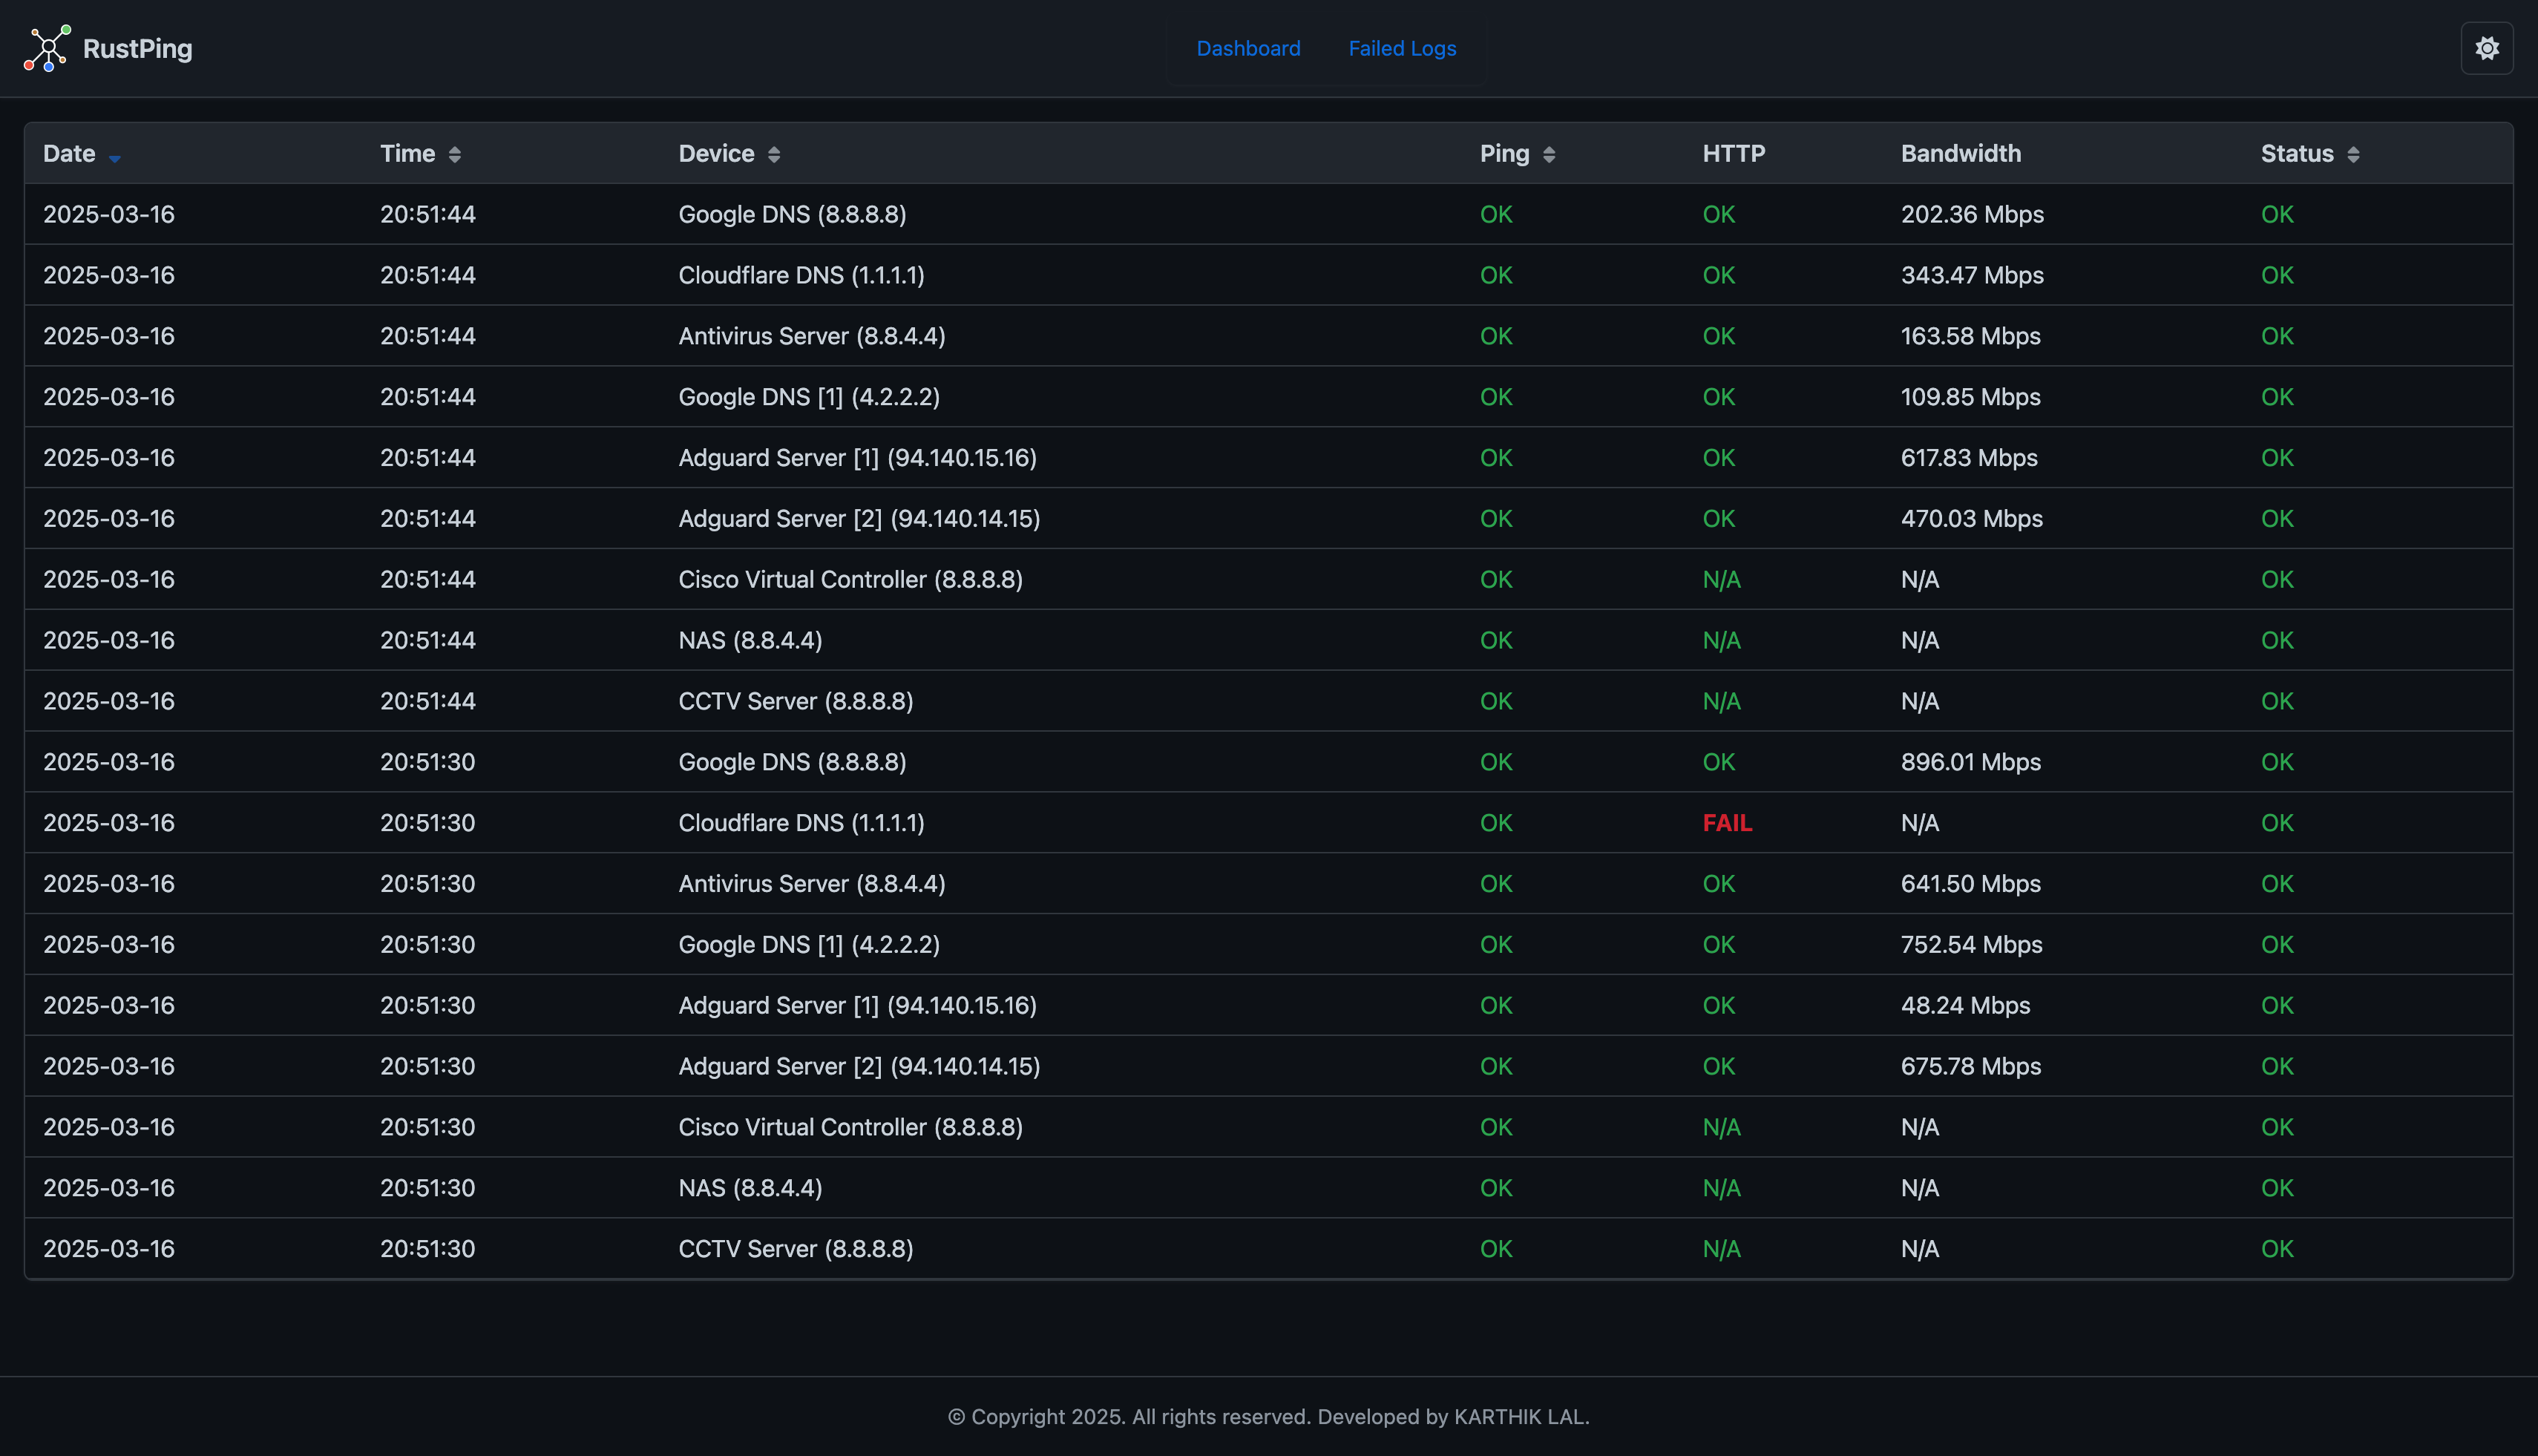 RustPing
Dashboard Failed Logs
Date Time Device Ping HTTP Bandwidth Status
2025-03-16 20:51:44 Google DNS (8.8.8.8) OK OK 202.36 Mbps OK
2025-03-16 20:51:44 Cloudflare DNS (1.1.1.1) OK OK 343.47 Mbps OK
2025-03-16 20:51:44 Antivirus Server (8.8.4.4) OK OK 163.58 Mbps OK
2025-03-16 20:51:44 Google DNS [1] (4.2.2.2) OK OK 109.85 Mbps OK
2025-03-16 20:51:44 Adguard Server [1] (94.140.15.16) OK OK 617.83 Mbps OK
2025-03-16 20:51:44 Adguard Server [2] (94.140.14.15) OK OK 470.03 Mbps OK
2025-03-16 20:51:44 Cisco Virtual Controller (8.8.8.8) OK N/A N/A OK
2025-03-16 20:51:44 NAS (8.8.4.4) OK N/A N/A OK
2025-03-16 20:51:44 CCTV Server (8.8.8.8) OK N/A N/A OK
2025-03-16 20:51:30 Google DNS (8.8.8.8) OK OK 896.01 Mbps OK
2025-03-16 20:51:30 Cloudflare DNS (1.1.1.1) OK FAIL N/A OK
2025-03-16 20:51:30 Antivirus Server (8.8.4.4) OK OK 641.50 Mbps OK
2025-03-16 20:51:30 Google DNS [1] (4.2.2.2) OK OK 752.54 Mbps OK
2025-03-16 20:51:30 Adguard Server [1] (94.140.15.16) OK OK 48.24 Mbps OK
2025-03-16 20:51:30 Adguard Server [2] (94.140.14.15) OK OK 675.78 Mbps OK
2025-03-16 20:51:30 Cisco Virtual Controller (8.8.8.8) OK N/A N/A OK
2025-03-16 20:51:30 NAS (8.8.4.4) OK N/A N/A OK
2025-03-16 20:51:30 CCTV Server (8.8.8.8) OK N/A N/A OK
© Copyright 2025. All rights reserved. Developed by KARTHIK LAL.